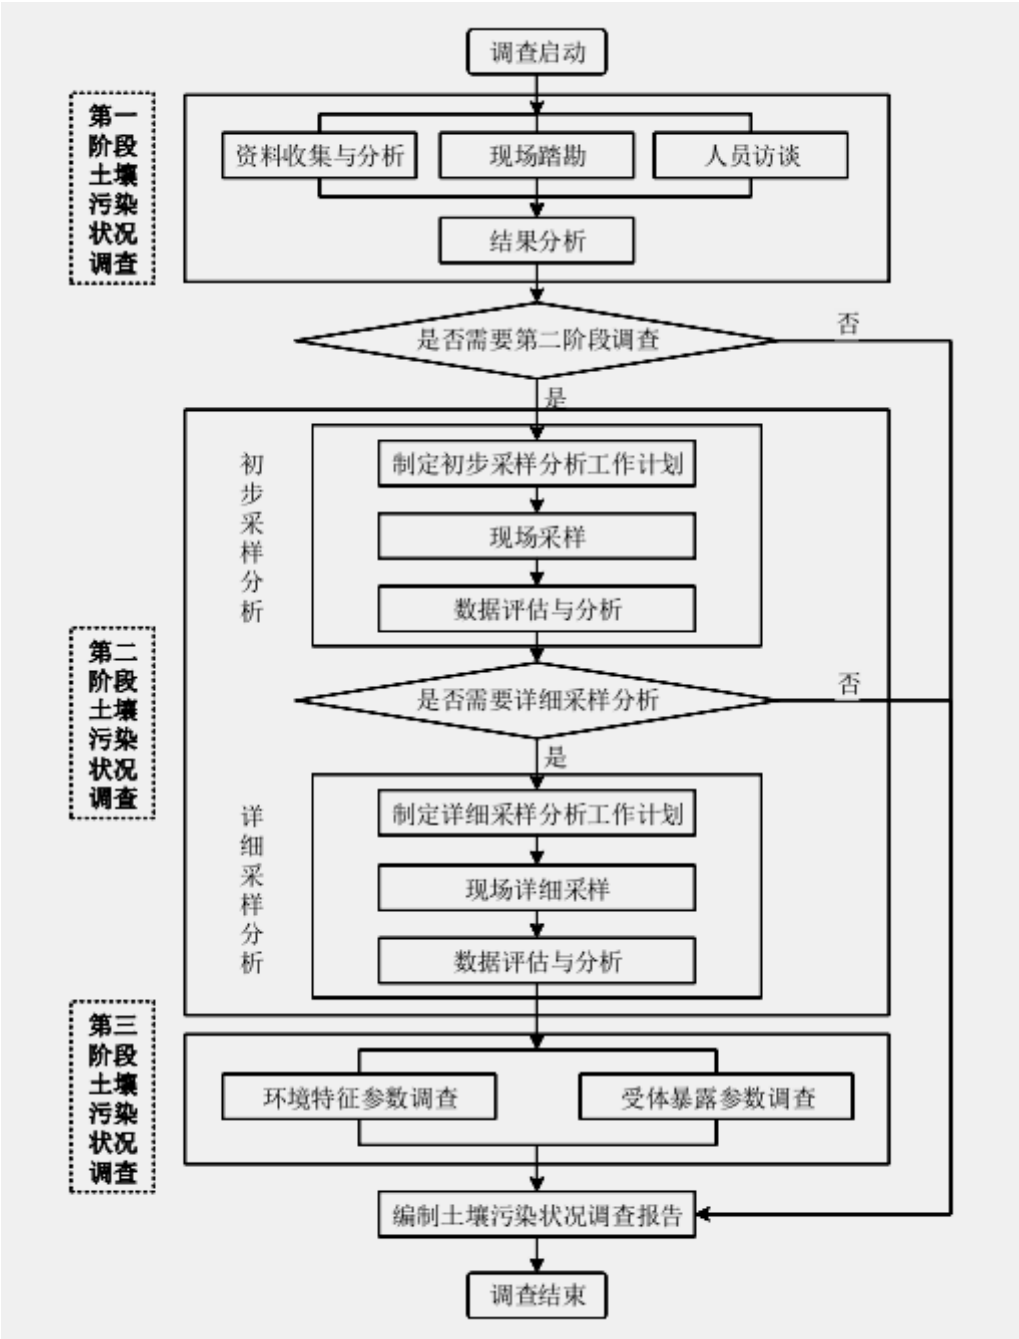 调查启动
第一
阶段
土壤
污染
状况
调查
资料收集与分析
现场踏勘
人员访谈
结果分析
是否需要第二阶段调查
否
是
第二
阶段
土壤
污染
状况
调查
初
步
采
样
分
析
制定初步采样分析工作计划
现场采样
数据评估与分析
是否需要详细采样分析
否
是
详
细
采
样
分
析
制定详细采样分析工作计划
现场详细采样
数据评估与分析
第三
阶段
土壤
污染
状况
调查
环境特征参数调查
受体暴露参数调查
编制土壤污染状况调查报告
调查结束